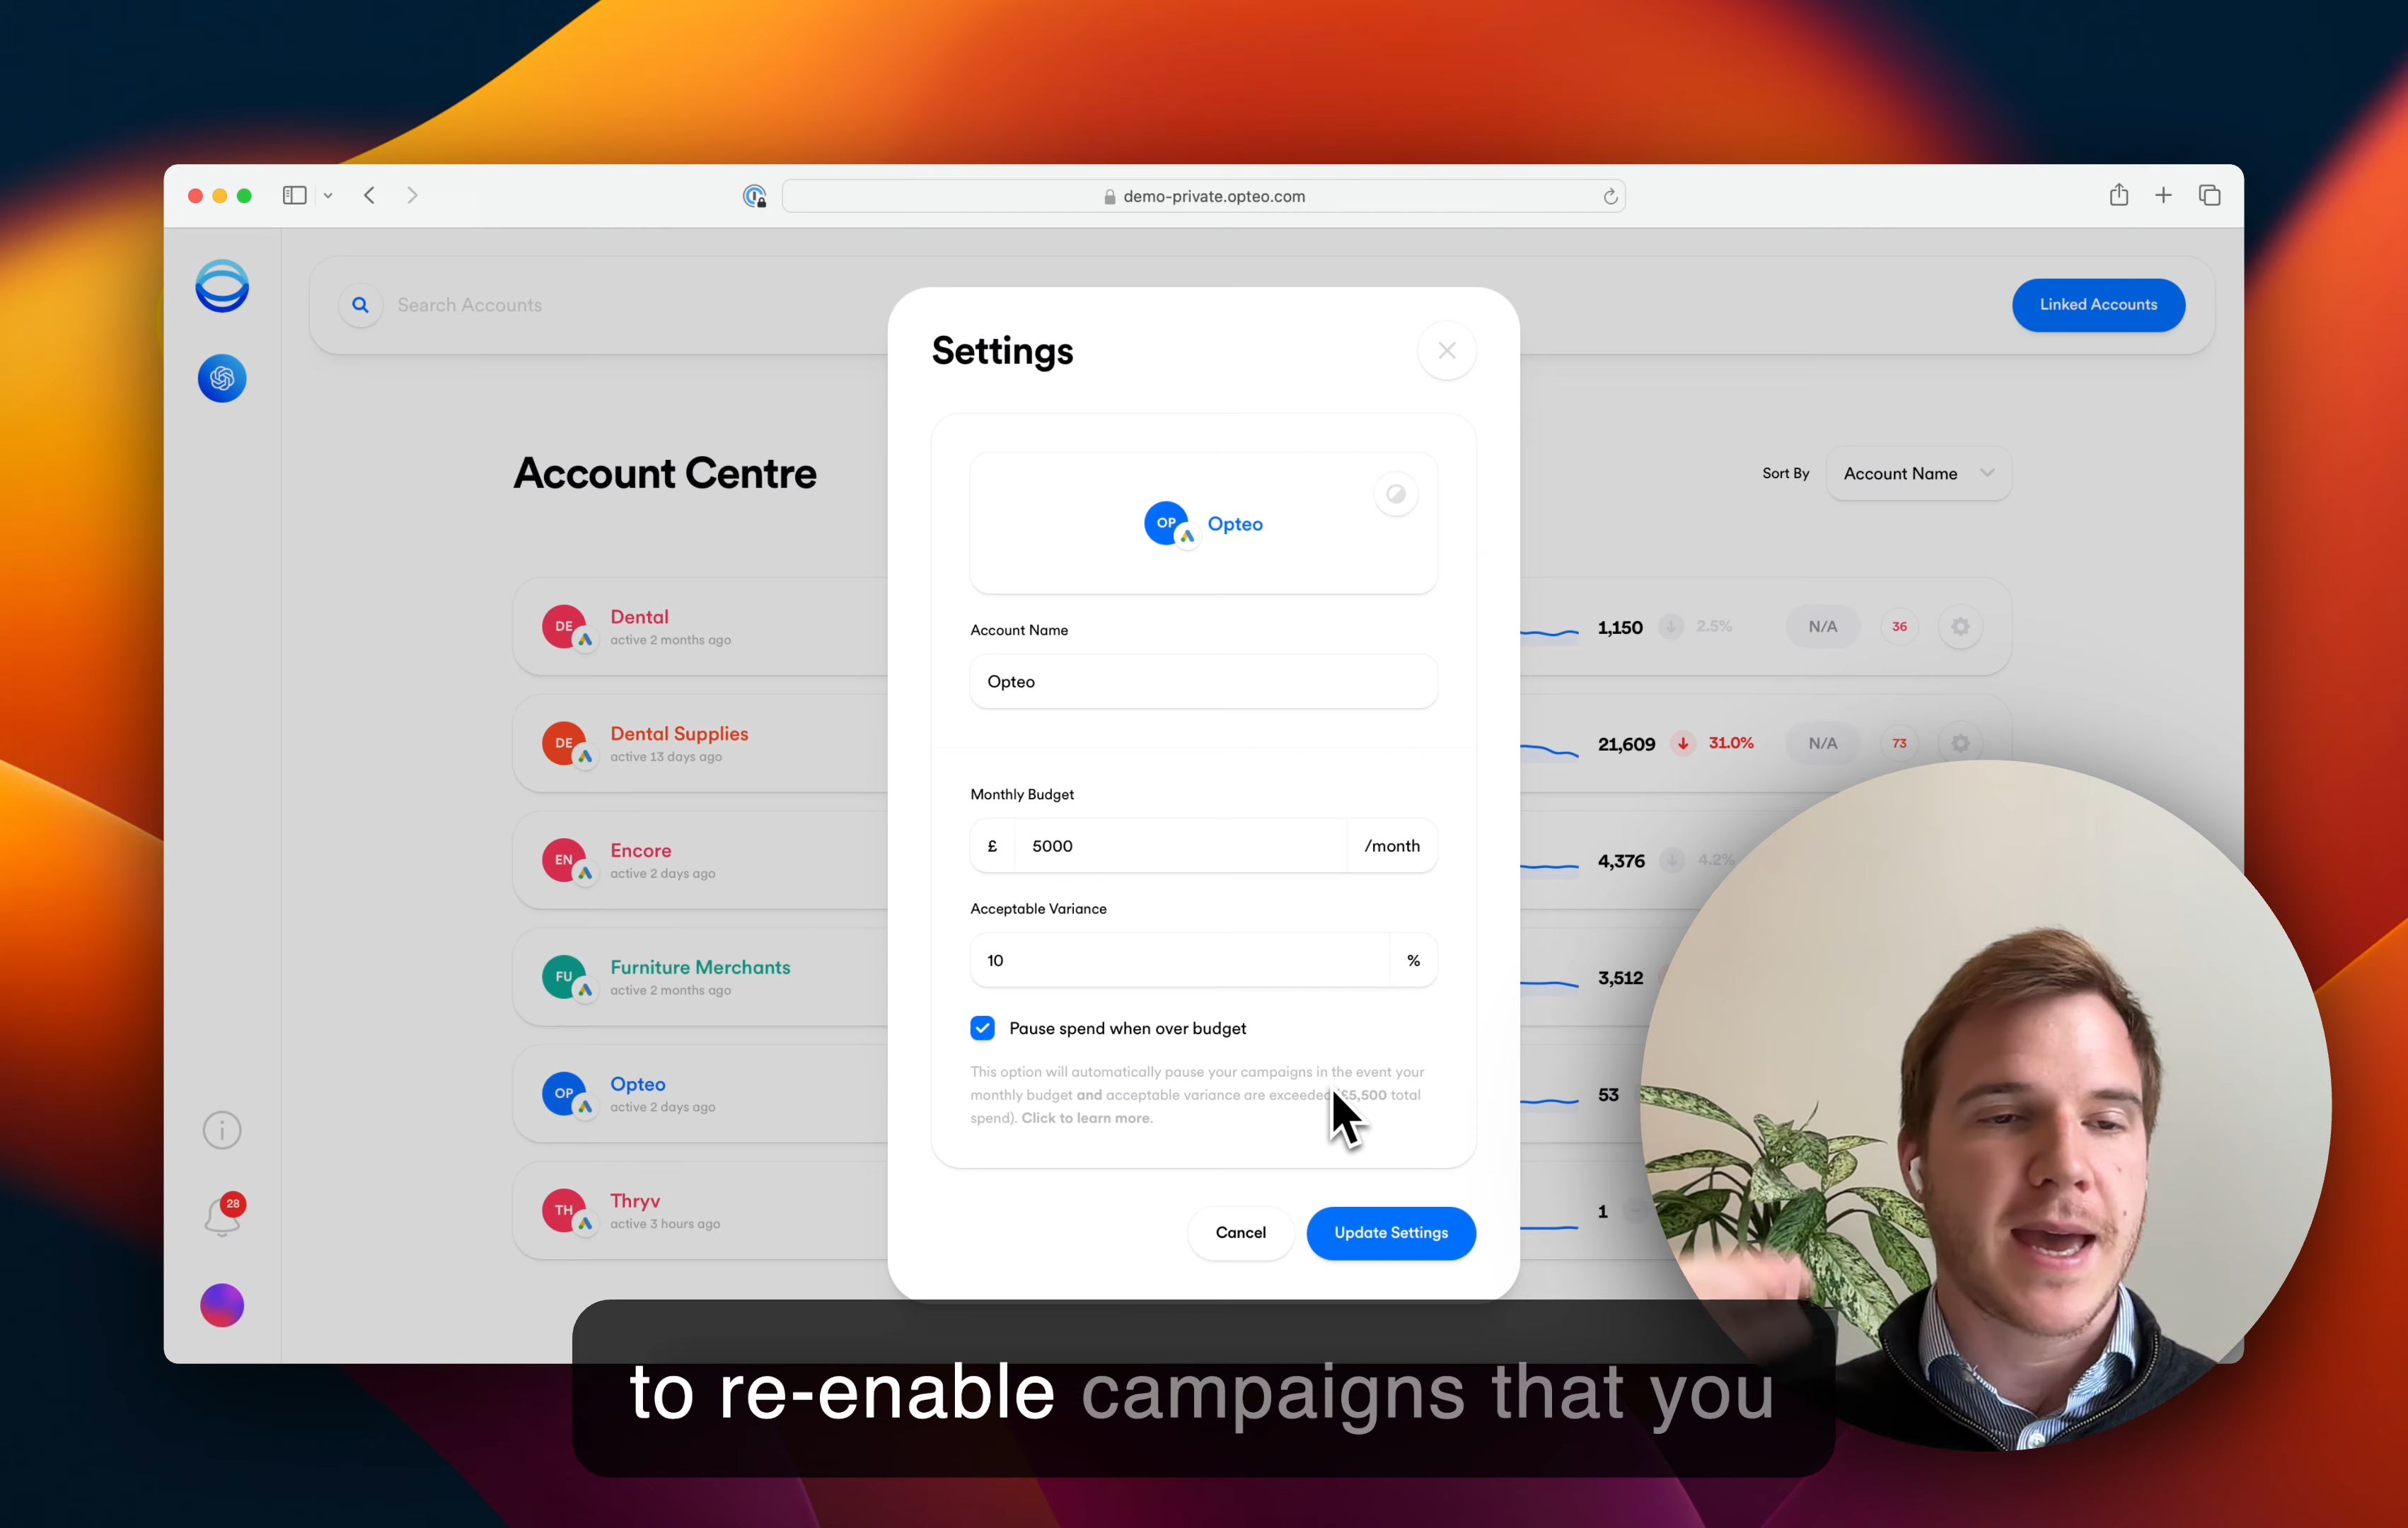 demo-private.opteo.com
Search Accounts
Linked Accounts
Account Centre
Sort By
Account Name
DE
Dental
active 2 months ago
1,150
2.5%
N/A
36
DE
Dental Supplies
active 13 days ago
21,609
31.0%
N/A
73
EN
Encore
active 2 days ago
4,376
4.2%
FU
Furniture Merchants
active 2 months ago
3,512
OP
Opteo
active 2 days ago
53
TH
Thryv
active 3 hours ago
1
28
Settings
OP
Opteo
Account Name
Opteo
Monthly Budget
£ 5000 /month
Acceptable Variance
10 %
Pause spend when over budget
This option will automatically pause your campaigns in the event your
monthly budget and acceptable variance are exceeded £5,500 total
spend). Click to learn more.
Cancel
Update Settings
to re-enable campaigns that you